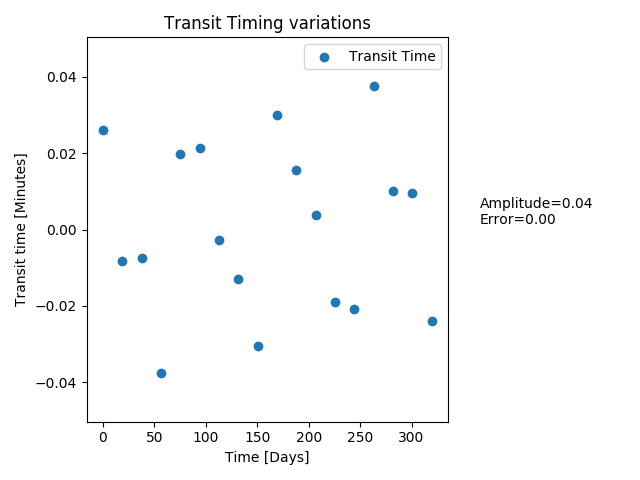 Transit Timing variations
Transit Time
0.04
0.02
0.00
−0.02
−0.04
Transit time [Minutes]
0 50 100 150 200 250 300
Time [Days]
Amplitude=0.04
Error=0.00